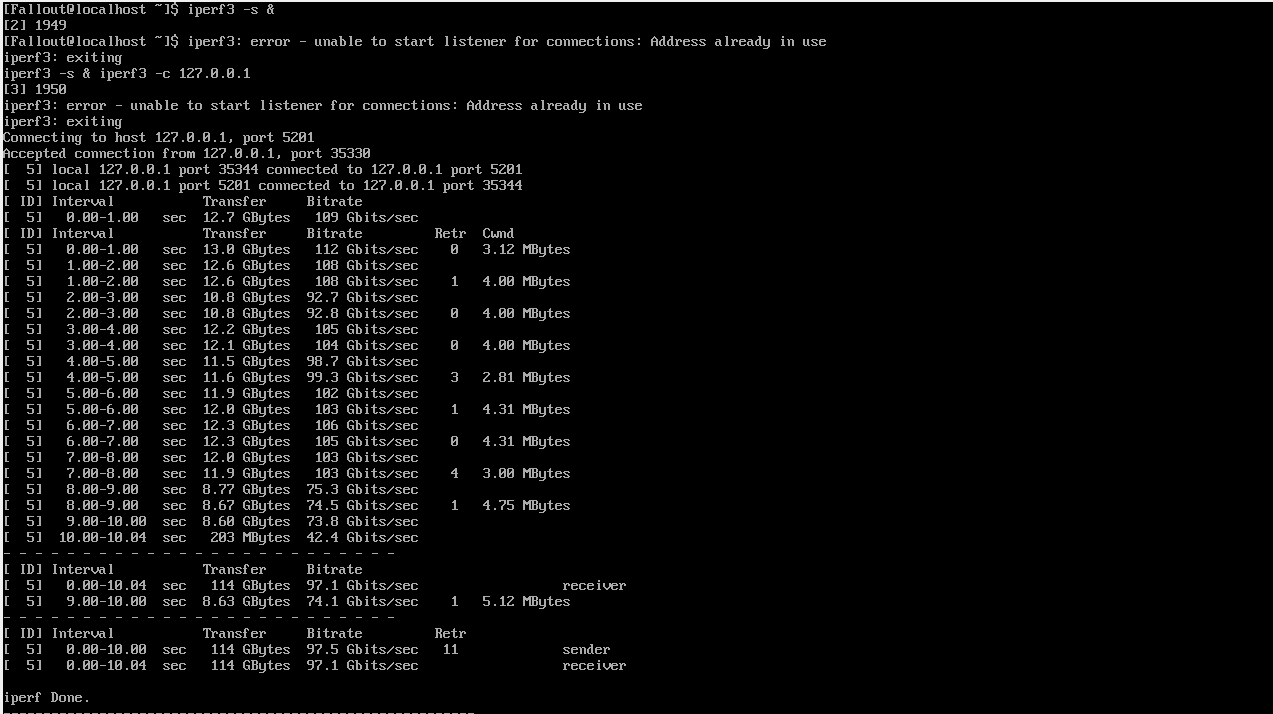 [Fallout@localhost ~]$ iperf3 -s &
[2] 1949
[Fallout@localhost ~]$ iperf3: error - unable to start listener for connections: Address already in use
iperf3: exiting
iperf3 -s & iperf3 -c 127.0.0.1
[3] 1950
iperf3: error - unable to start listener for connections: Address already in use
iperf3: exiting
Connecting to host 127.0.0.1, port 5201
Accepted connection from 127.0.0.1, port 35330
[  5] local 127.0.0.1 port 35344 connected to 127.0.0.1 port 5201
[  5] local 127.0.0.1 port 5201 connected to 127.0.0.1 port 35344
[ ID] Interval           Transfer     Bitrate
[  5]   0.00-1.00   sec  12.7 GBytes   109 Gbits/sec
[ ID] Interval           Transfer     Bitrate         Retr  Cwnd
[  5]   0.00-1.00   sec  13.0 GBytes   112 Gbits/sec    0   3.12 MBytes
[  5]   1.00-2.00   sec  12.6 GBytes   108 Gbits/sec
[  5]   1.00-2.00   sec  12.6 GBytes   108 Gbits/sec    1   4.00 MBytes
[  5]   2.00-3.00   sec  10.8 GBytes  92.7 Gbits/sec
[  5]   2.00-3.00   sec  10.8 GBytes  92.8 Gbits/sec    0   4.00 MBytes
[  5]   3.00-4.00   sec  12.2 GBytes   105 Gbits/sec
[  5]   3.00-4.00   sec  12.1 GBytes   104 Gbits/sec    0   4.00 MBytes
[  5]   4.00-5.00   sec  11.5 GBytes  98.7 Gbits/sec
[  5]   4.00-5.00   sec  11.6 GBytes  99.3 Gbits/sec    3   2.81 MBytes
[  5]   5.00-6.00   sec  11.9 GBytes   102 Gbits/sec
[  5]   5.00-6.00   sec  12.0 GBytes   103 Gbits/sec    1   4.31 MBytes
[  5]   6.00-7.00   sec  12.3 GBytes   106 Gbits/sec
[  5]   6.00-7.00   sec  12.3 GBytes   105 Gbits/sec    0   4.31 MBytes
[  5]   7.00-8.00   sec  12.0 GBytes   103 Gbits/sec
[  5]   7.00-8.00   sec  11.9 GBytes   103 Gbits/sec    4   3.00 MBytes
[  5]   8.00-9.00   sec  8.77 GBytes  75.3 Gbits/sec
[  5]   8.00-9.00   sec  8.67 GBytes  74.5 Gbits/sec    1   4.75 MBytes
[  5]   9.00-10.00  sec  8.60 GBytes  73.8 Gbits/sec
[  5]  10.00-10.04  sec   203 MBytes  42.4 Gbits/sec
- - - - - - - - - - - - - - - - - - - - - - - - -
[ ID] Interval           Transfer     Bitrate
[  5]   0.00-10.04  sec   114 GBytes  97.1 Gbits/sec                  receiver
[  5]   9.00-10.00  sec  8.63 GBytes  74.1 Gbits/sec    1   5.12 MBytes
- - - - - - - - - - - - - - - - - - - - - - - - -
[ ID] Interval           Transfer     Bitrate         Retr
[  5]   0.00-10.00  sec   114 GBytes  97.5 Gbits/sec   11             sender
[  5]   0.00-10.04  sec   114 GBytes  97.1 Gbits/sec                  receiver
iperf Done.
-----------------------------------------------------------